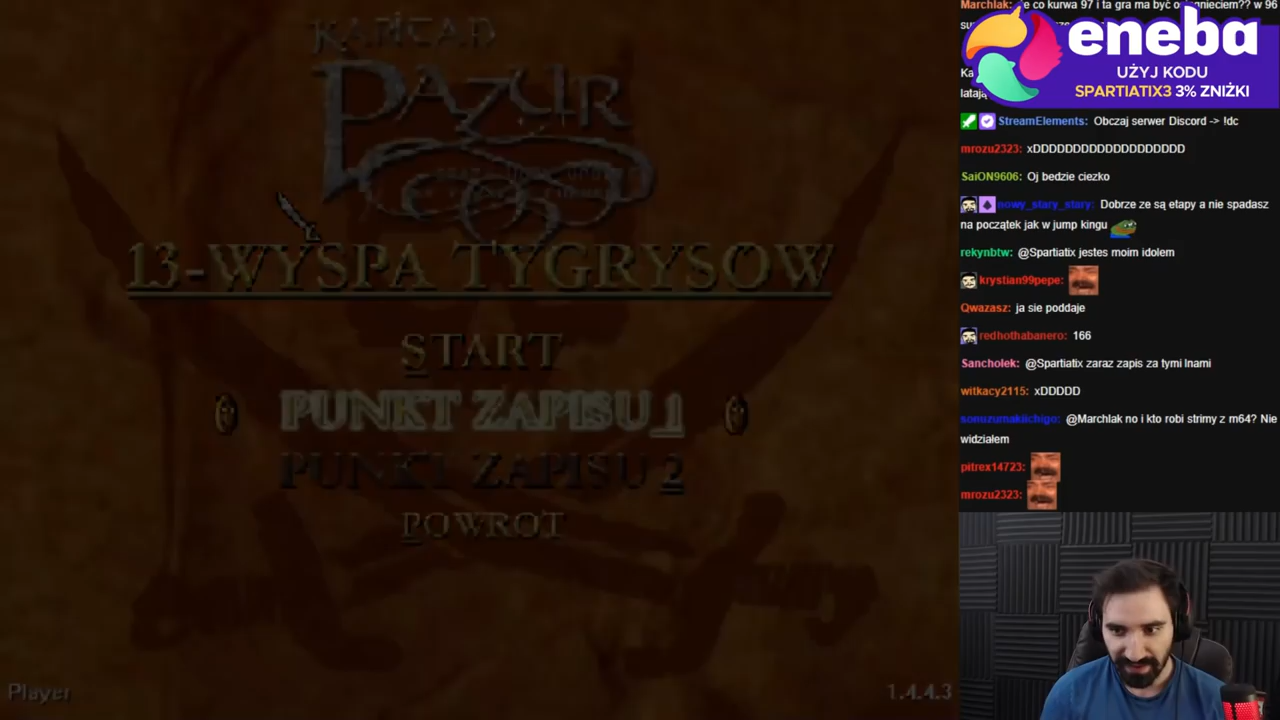 KAPITAN
PAZUR
13-WYSPA TYGRYSOW
START
PUNKT ZAPISU 1
PUNKT ZAPISU 2
POWROT
Player
1.4.4.3
Marchlak: co kurwa 97 i ta gra ma być w 96
eneba
UŻYJ KODU
SPARTIATIX3 3% ZNIŻKI
StreamElements: Obczaj serwer Discord -> !dc
mrozu2323: xDDDDDDDDDDDDDDDDDDD
SaiON9606: Oj bedzie ciezko
nowy_stary_stary: Dobrze ze są etapy a nie spadasz
na początek jak w jump kingu
rekynbtw: @Spartiatix jestes moim idolem
krystian99pepe:
Qwazasz: ja sie poddaje
redhothabanero: 166
Sancholek: @Spartiatix zaraz zapis za tymi lnami
witkacy2115: xDDDDD
sonuzumakiichigo: @Marchlak no i kto robi strimy z m64? Nie
widziałem
pitrex14723:
mrozu2323: